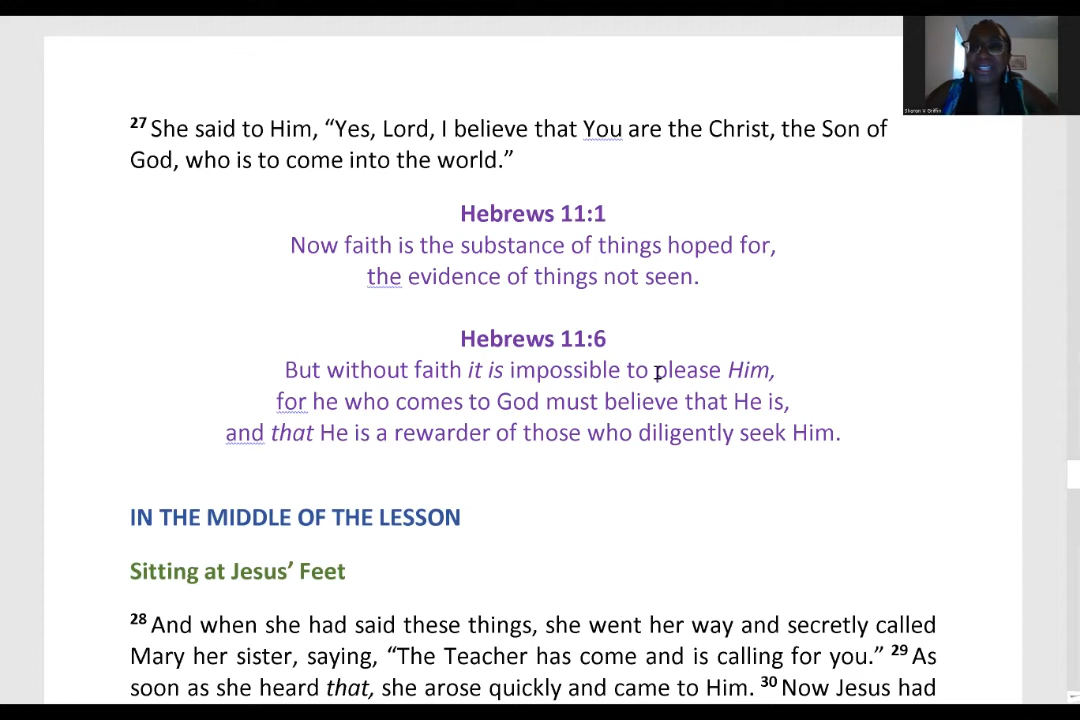 Sharon V Griffin
27 She said to Him, “Yes, Lord, I believe that You are the Christ, the Son of
God, who is to come into the world.”
Hebrews 11:1
Now faith is the substance of things hoped for,
the evidence of things not seen.
Hebrews 11:6
But without faith it is impossible to please Him,
for he who comes to God must believe that He is,
and that He is a rewarder of those who diligently seek Him.
IN THE MIDDLE OF THE LESSON
Sitting at Jesus’ Feet
28 And when she had said these things, she went her way and secretly called
Mary her sister, saying, “The Teacher has come and is calling for you.” 29 As
soon as she heard that, she arose quickly and came to Him. 30 Now Jesus had